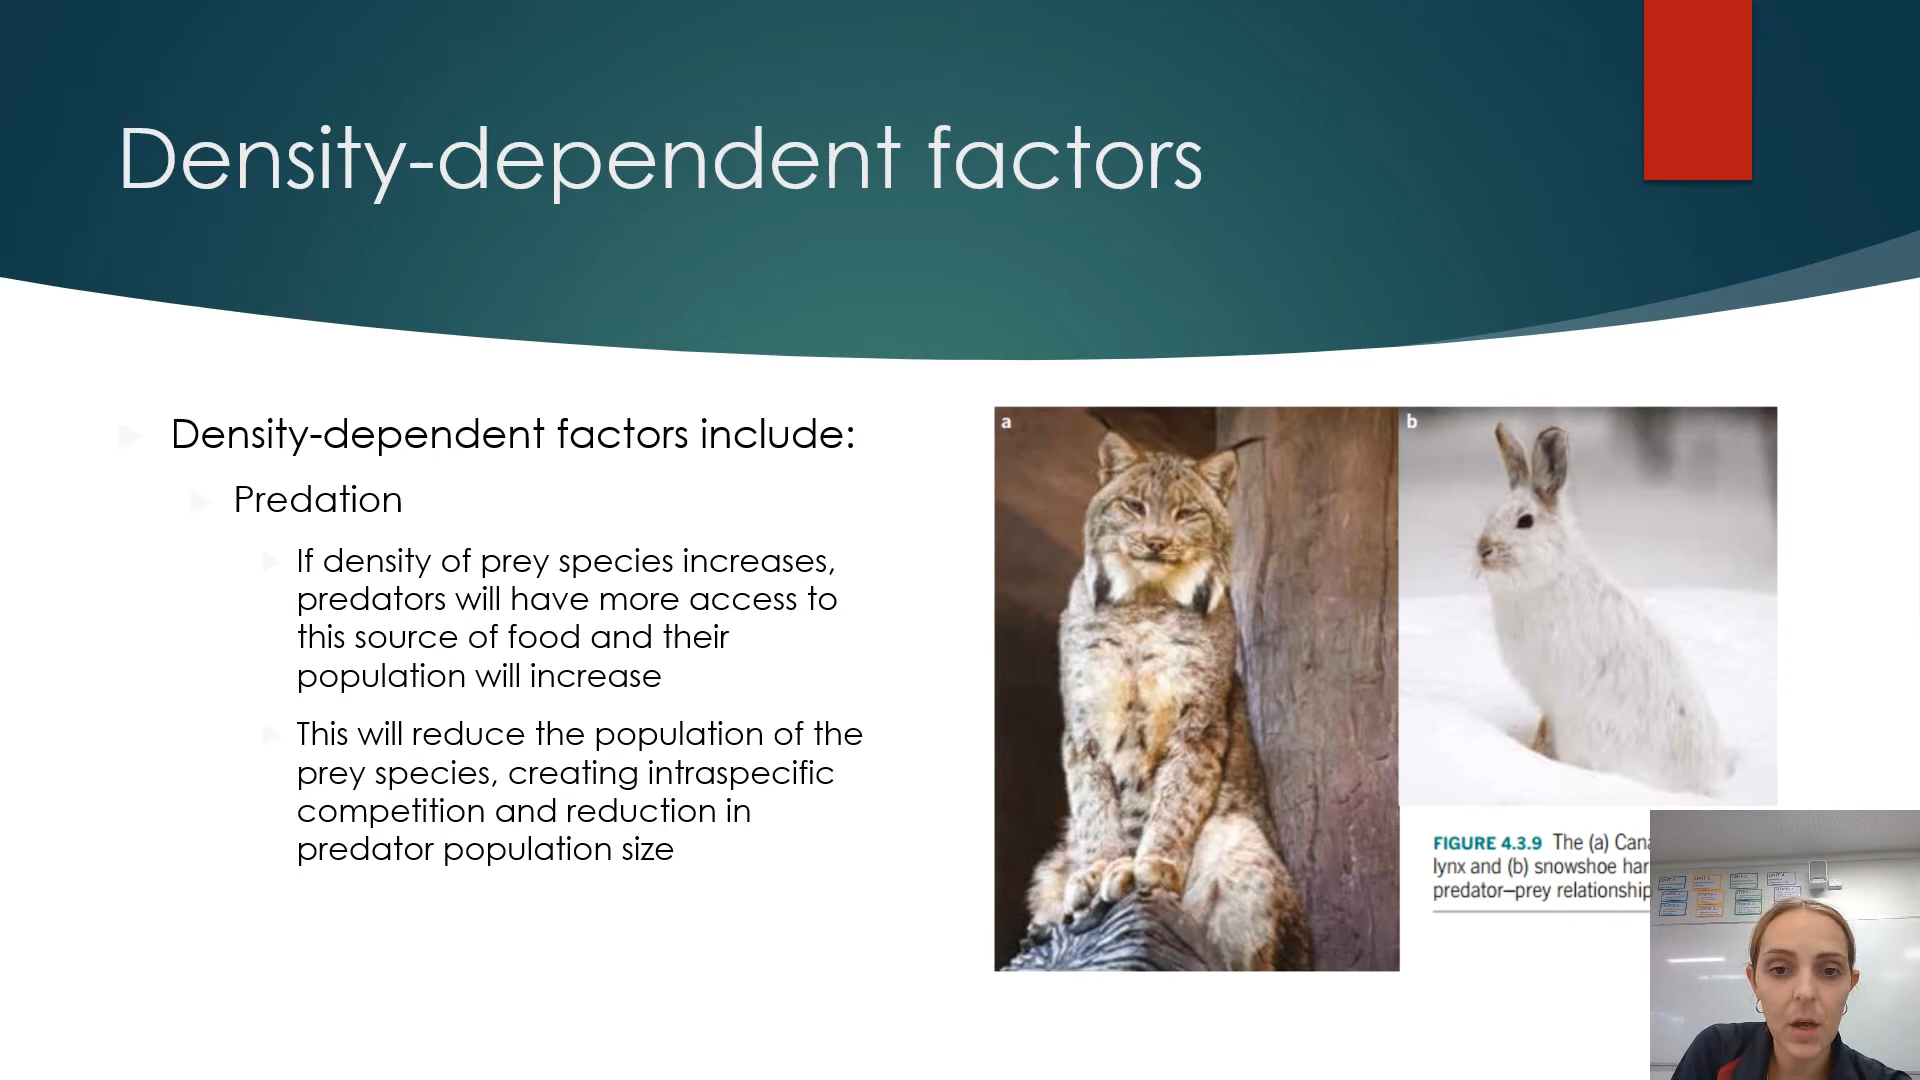 Density-dependent factors
Density-dependent factors include:
Predation
If density of prey species increases,
predators will have more access to
this source of food and their
population will increase
This will reduce the population of the
prey species, creating intraspecific
competition and reduction in
predator population size
a
b
FIGURE 4.3.9 The (a)
lynx and (b) snowshoe
predator–prey relationship